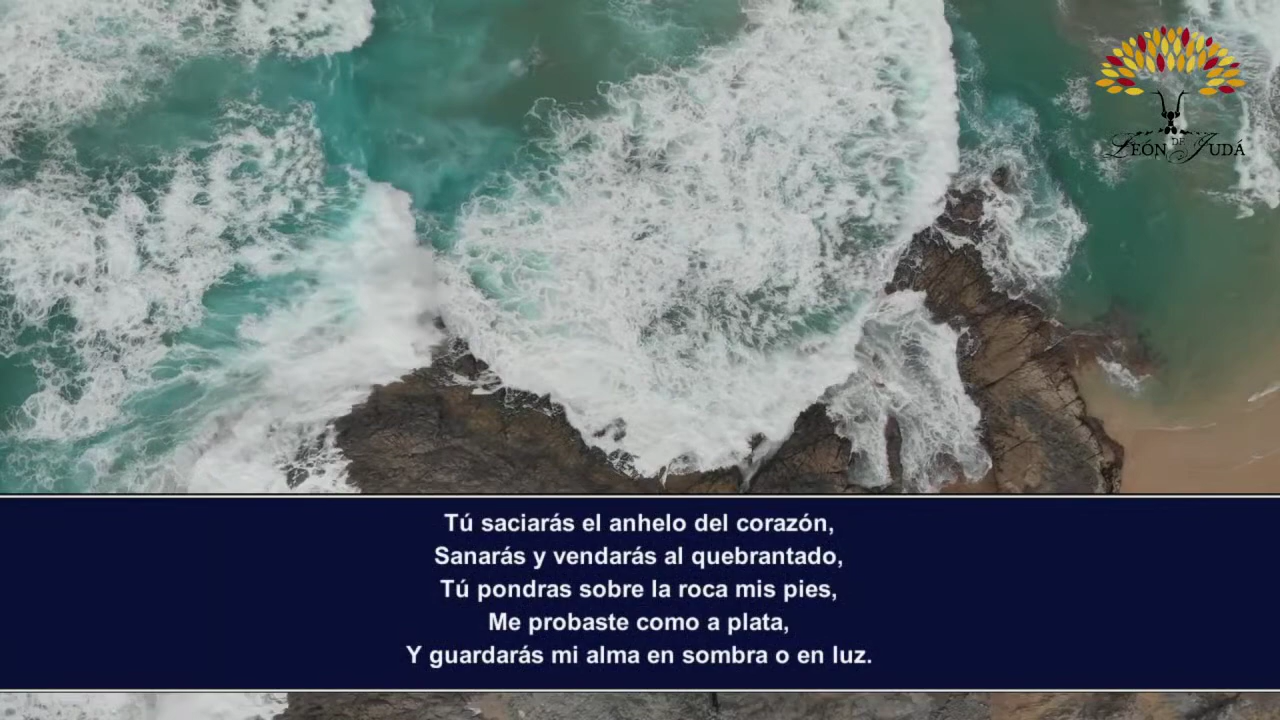 LEÓN DE JUDÁ
Tú saciarás el anhelo del corazón,
Sanarás y vendarás al quebrantado,
Tú pondras sobre la roca mis pies,
Me probaste como a plata,
Y guardarás mi alma en sombra o en luz.